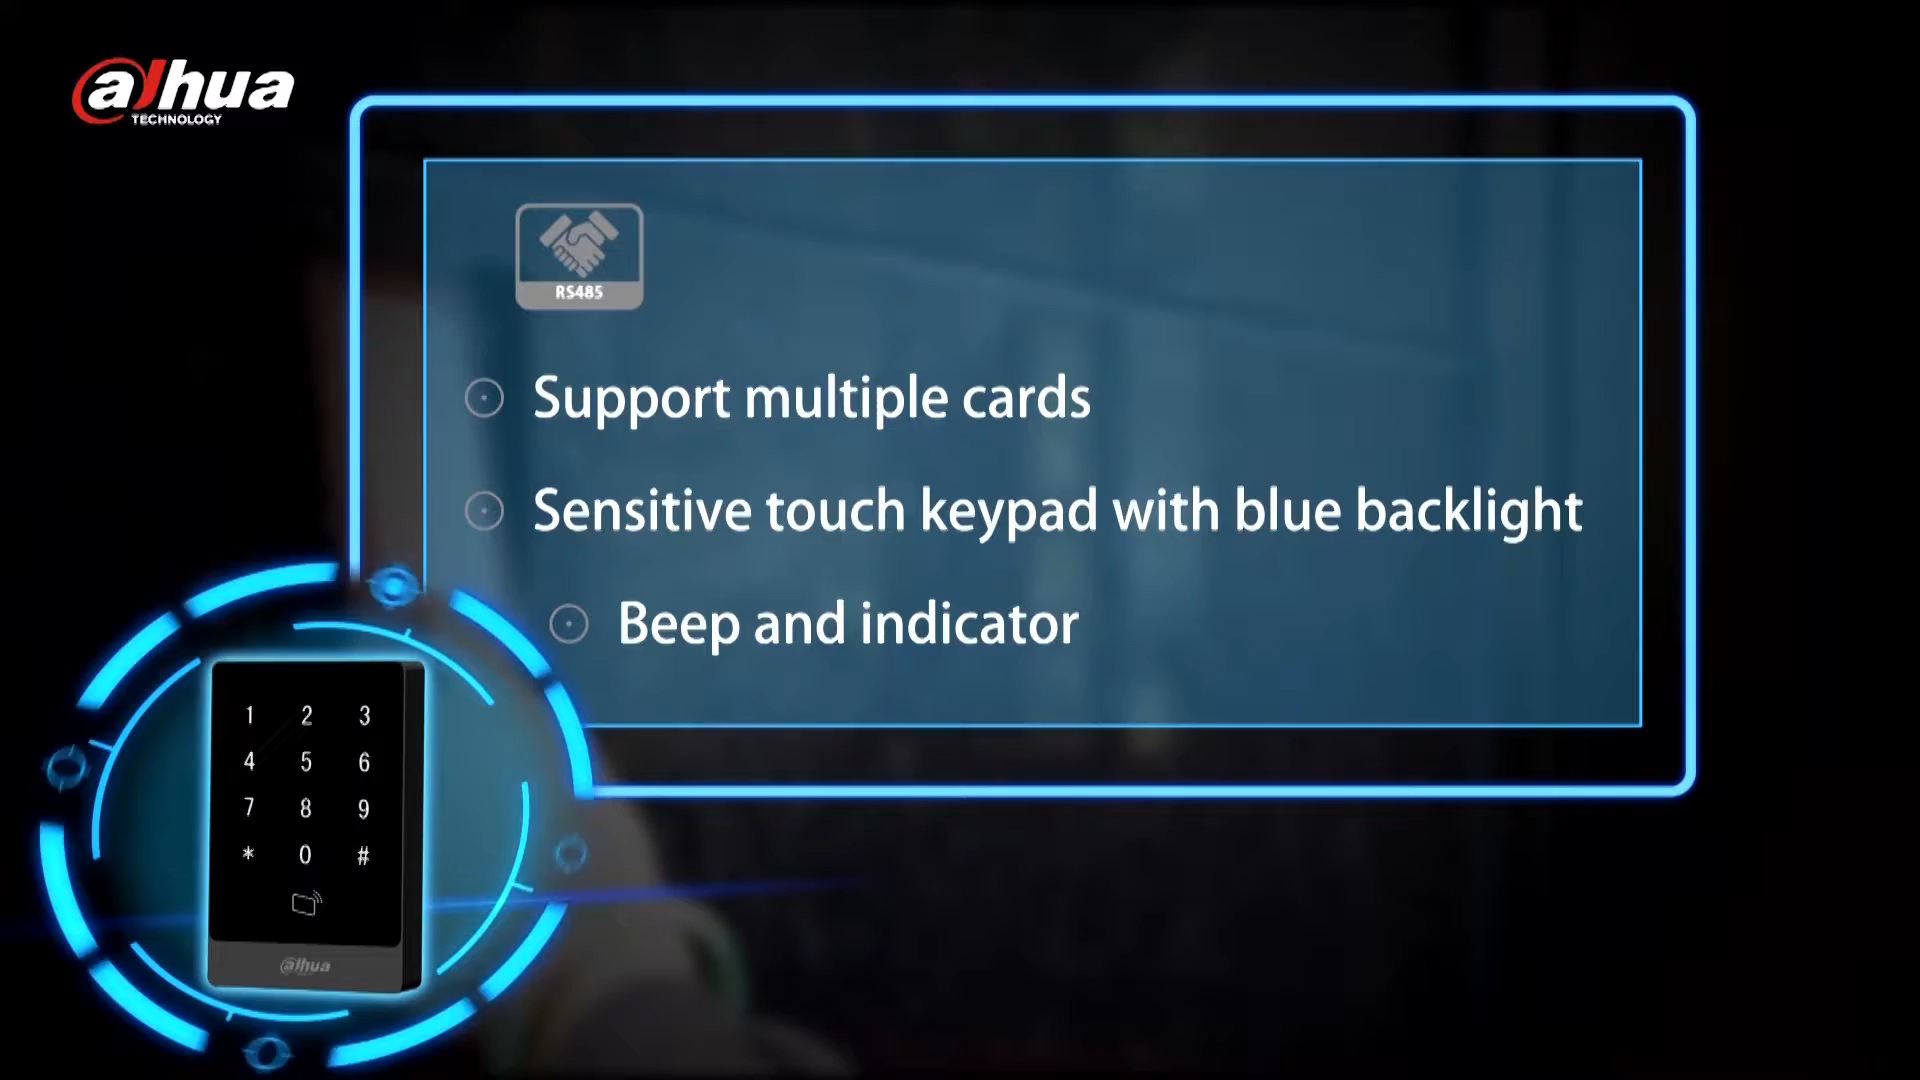 alhua
TECHNOLOGY
RS485
Support multiple cards
Sensitive touch keypad with blue backlight
Beep and indicator
1 2 3
4 5 6
7 8 9
* 0 #
alhua